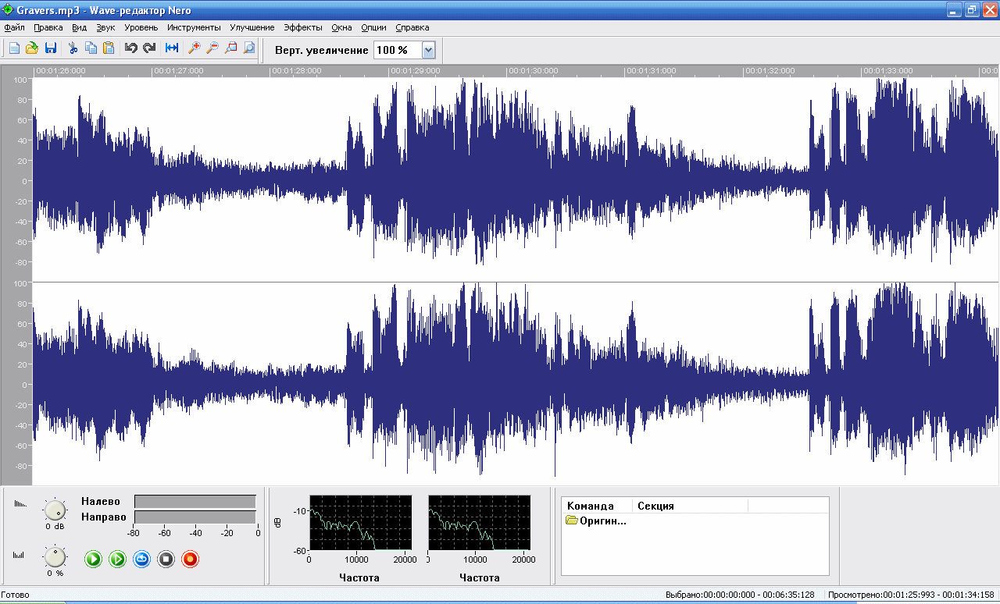 Gravers.mp3 - Wave-редактор Nero
Файл Правка Вид Звук Уровень Инструменты Улучшение Эффекты Окна Опции Справка
Верт. увеличение 100 %
00:01:26:000 00:01:27:000 00:01:28:000 00:01:29:000 00:01:30:000 00:01:31:000 00:01:32:000 00:01:33:000 00:0
100
80
60
40
20
0
-20
-40
-60
-80
100
80
60
40
20
0
-20
-40
-60
-80
0 dB
Налево
Направо
-80 -60 -40 -20 0
0 %
dB
-10
-60
0 10000 20000
Частота
0 10000 20000
Частота
Команда Секция
Оригин...
Готово
Выбрано:00:00:00:000 - 00:06:35:128
Просмотрено:00:01:25:993 - 00:01:34:158